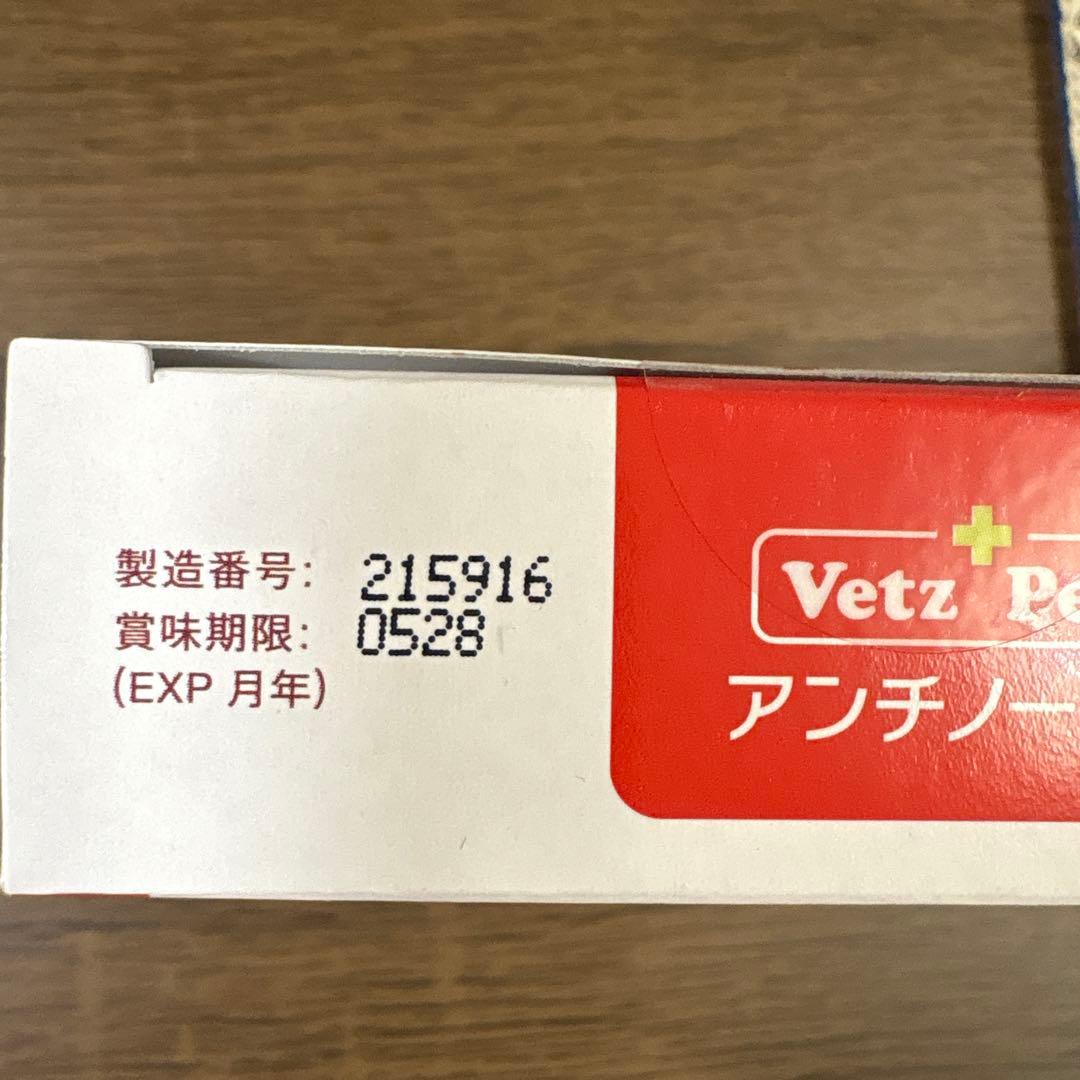 製造番号: 215916
賞味期限: 0528
(EXP 月年)
Vetz Pe
アンチノー